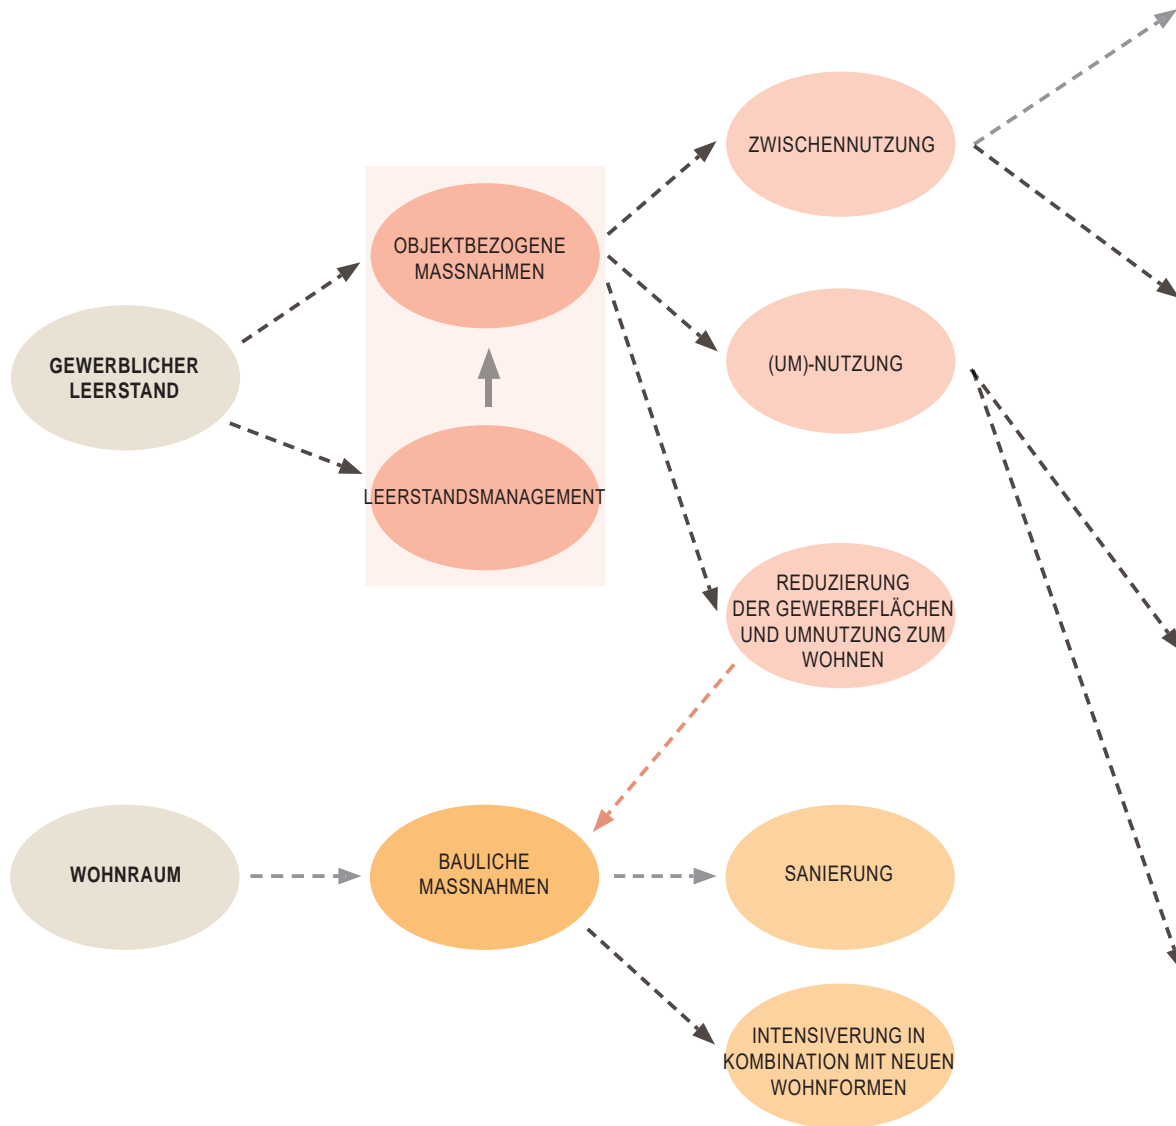 ZWISCHENNUTZUNG
OBJEKTBEZOGENE
MASSNAHMEN
GEWERBLICHER
LEERSTAND
(UM)-NUTZUNG
LEERSTANDSMANAGEMENT
REDUZIERUNG
DER GEWERBEFLÄCHEN
UND UMNUTZUNG ZUM
WOHNEN
WOHNRAUM
BAULICHE
MASSNAHMEN
SANIERUNG
INTENSIVERUNG IN
KOMBINATION MIT NEUEN
WOHNFORMEN